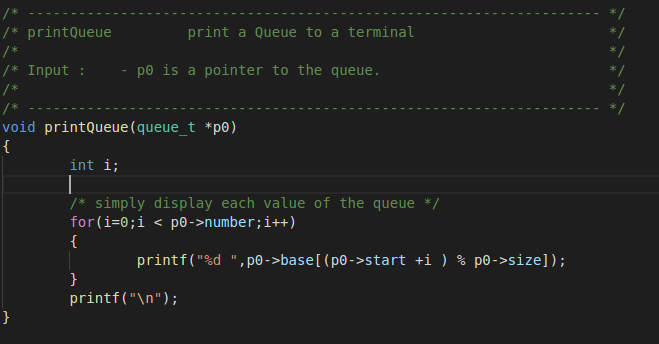 /* -------------------------------------------------------------------- */
/* printQueue         print a Queue to a terminal                       */
/*                                                                      */
/* Input :    - p0 is a pointer to the queue.                           */
/*                                                                      */
/* -------------------------------------------------------------------- */
void printQueue(queue_t *p0)
{
        int i;
        /* simply display each value of the queue */
        for(i=0;i < p0->number;i++)
        {
                printf("%d ",p0->base[(p0->start +i ) % p0->size]);
        }
        printf("\n");
}